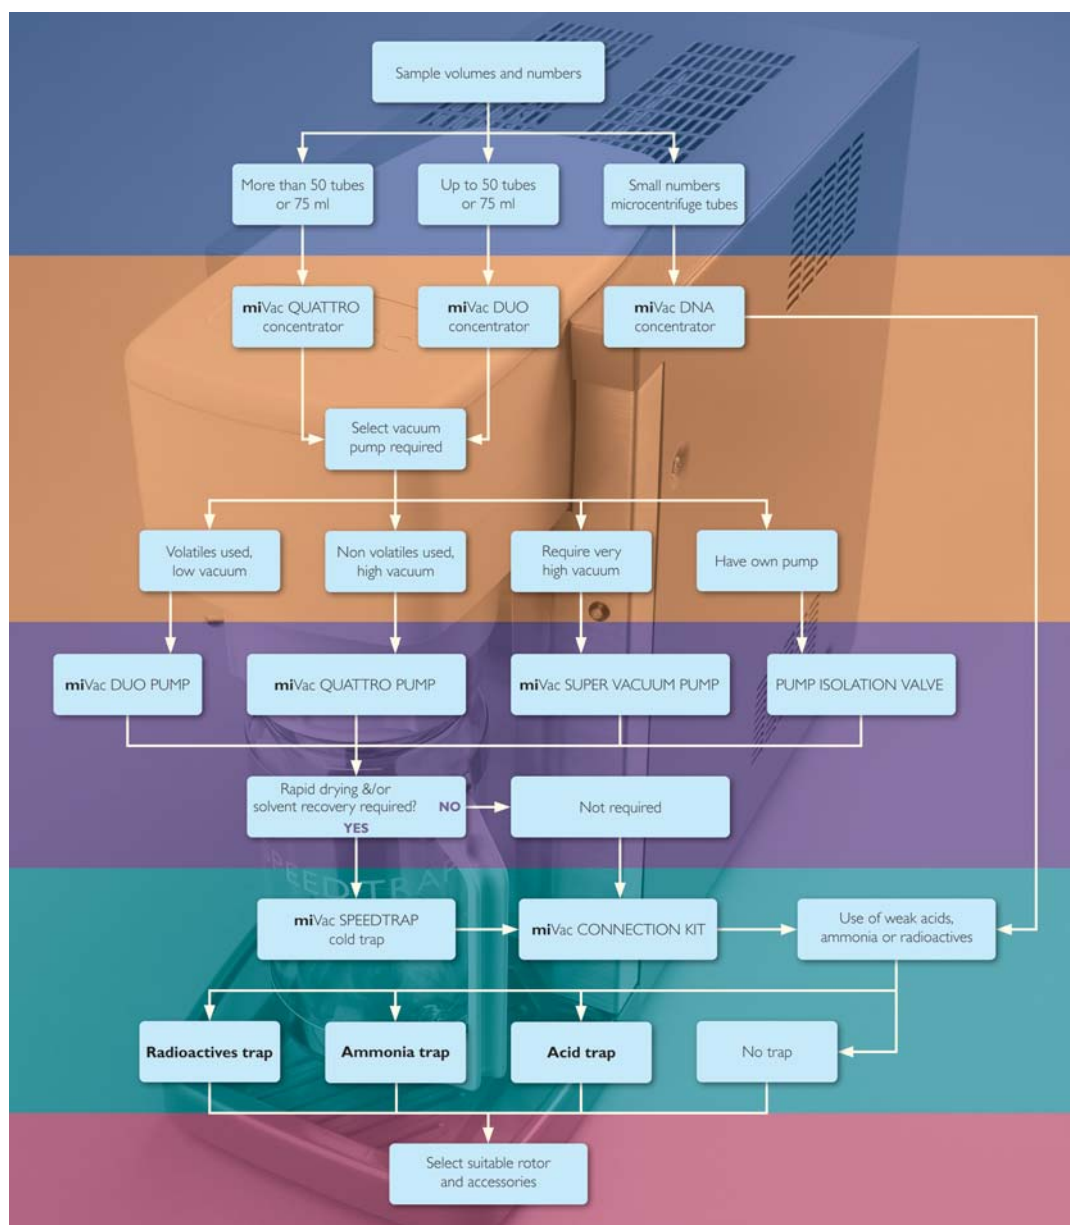 Sample volumes and numbers
More than 50 tubes
or 75 ml
Up to 50 tubes
or 75 ml
Small numbers
microcentrifuge tubes
miVac QUATTRO
concentrator
miVac DUO
concentrator
miVac DNA
concentrator
Select vacuum
pump required
Volatiles used,
low vacuum
Non volatiles used,
high vacuum
Require very
high vacuum
Have own pump
miVac DUO PUMP
miVac QUATTRO PUMP
miVac SUPER VACUUM PUMP
PUMP ISOLATION VALVE
Rapid drying &/or
solvent recovery required? NO
YES
Not required
SPEED TRAP
miVac SPEEDTRAP
cold trap
miVac CONNECTION KIT
Use of weak acids,
ammonia or radioactives
Radioactives trap
Ammonia trap
Acid trap
No trap
Select suitable rotor
and accessories